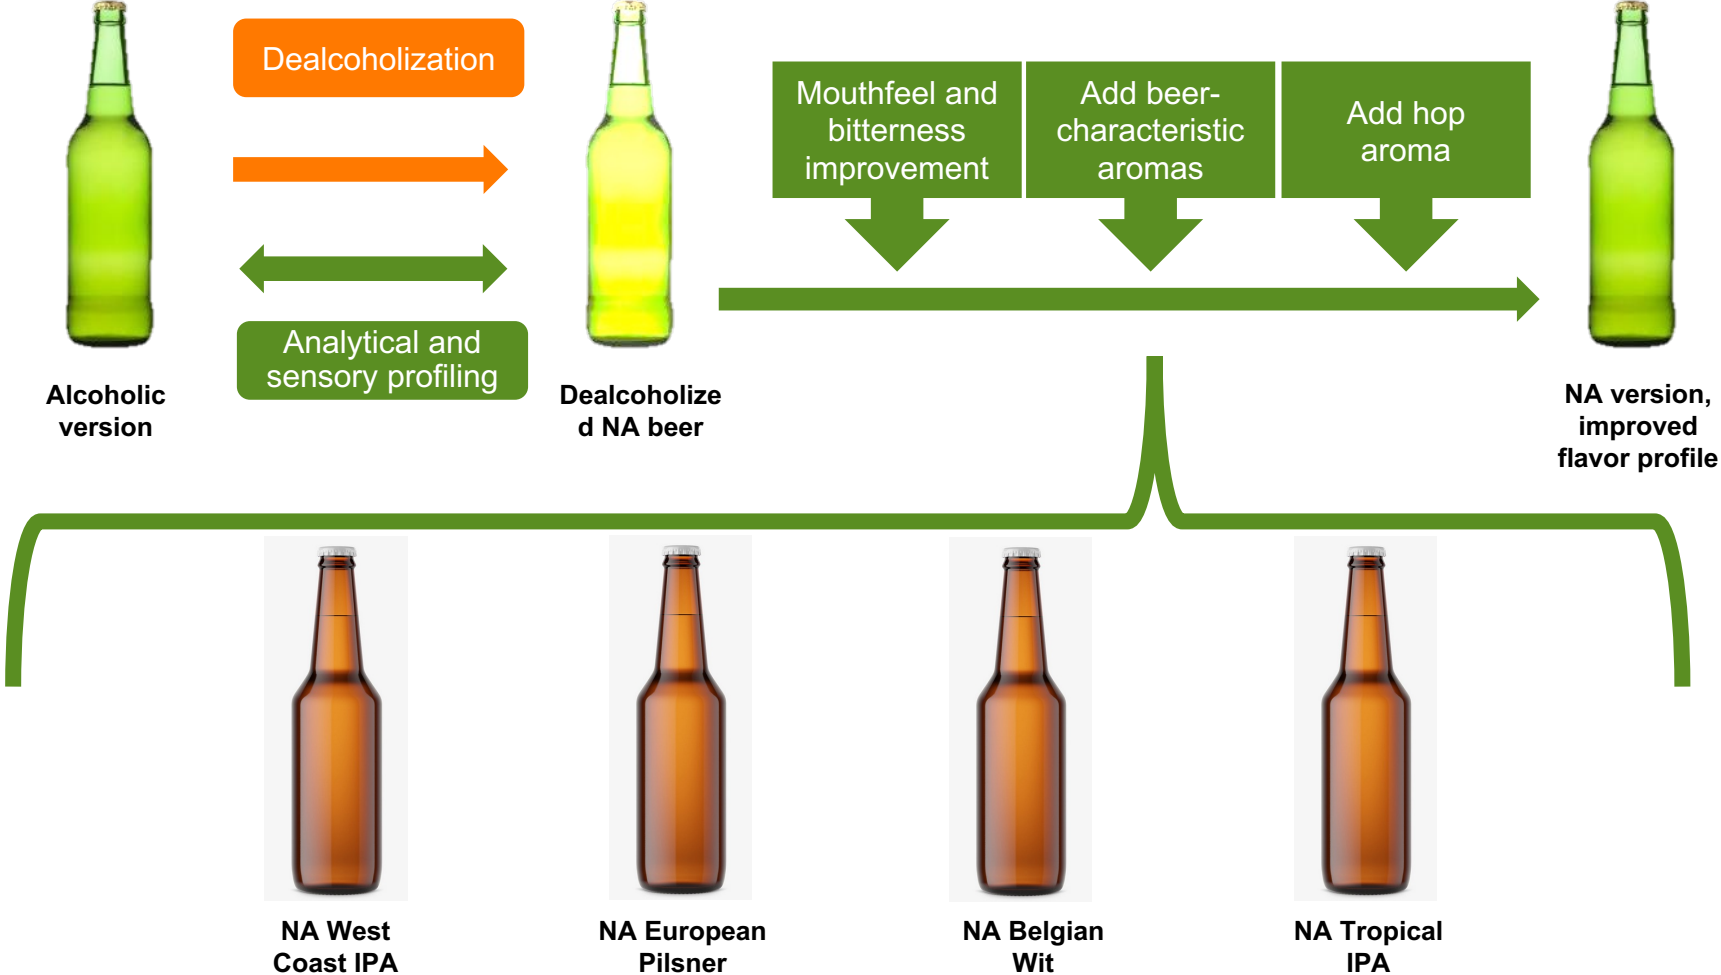 Dealcoholization
Mouthfeel and
bitterness
improvement
Add beer-
characteristic
aromas
Add hop
aroma
Analytical and
sensory profiling
Alcoholic
version
Dealcoholize
d NA beer
NA version,
improved
flavor profile
NA West
Coast IPA
NA European
Pilsner
NA Belgian
Wit
NA Tropical
IPA